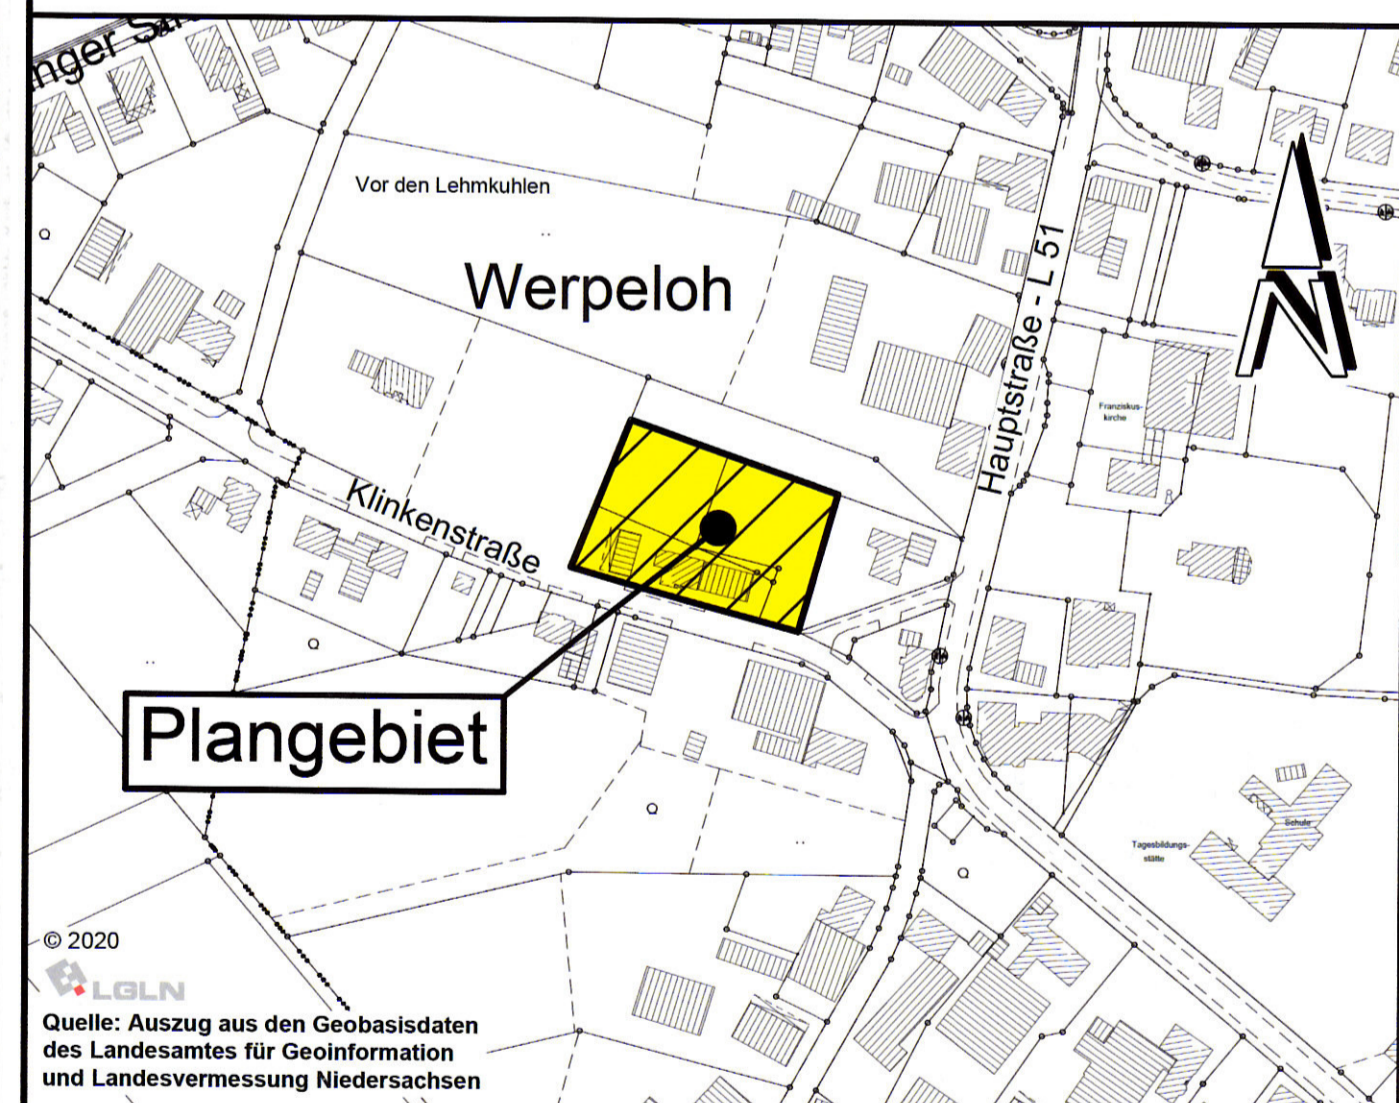 nger
Vor den Lehmkuhlen
Werpeloh
Hauptstraße - L 51
N
Franziskus-
kirche
Klinkenstraße
Plangebiet
Schule
Tagesbildungs-
stätte
© 2020
LGLN
Quelle: Auszug aus den Geobasisdaten
des Landesamtes für Geoinformation
und Landesvermessung Niedersachsen